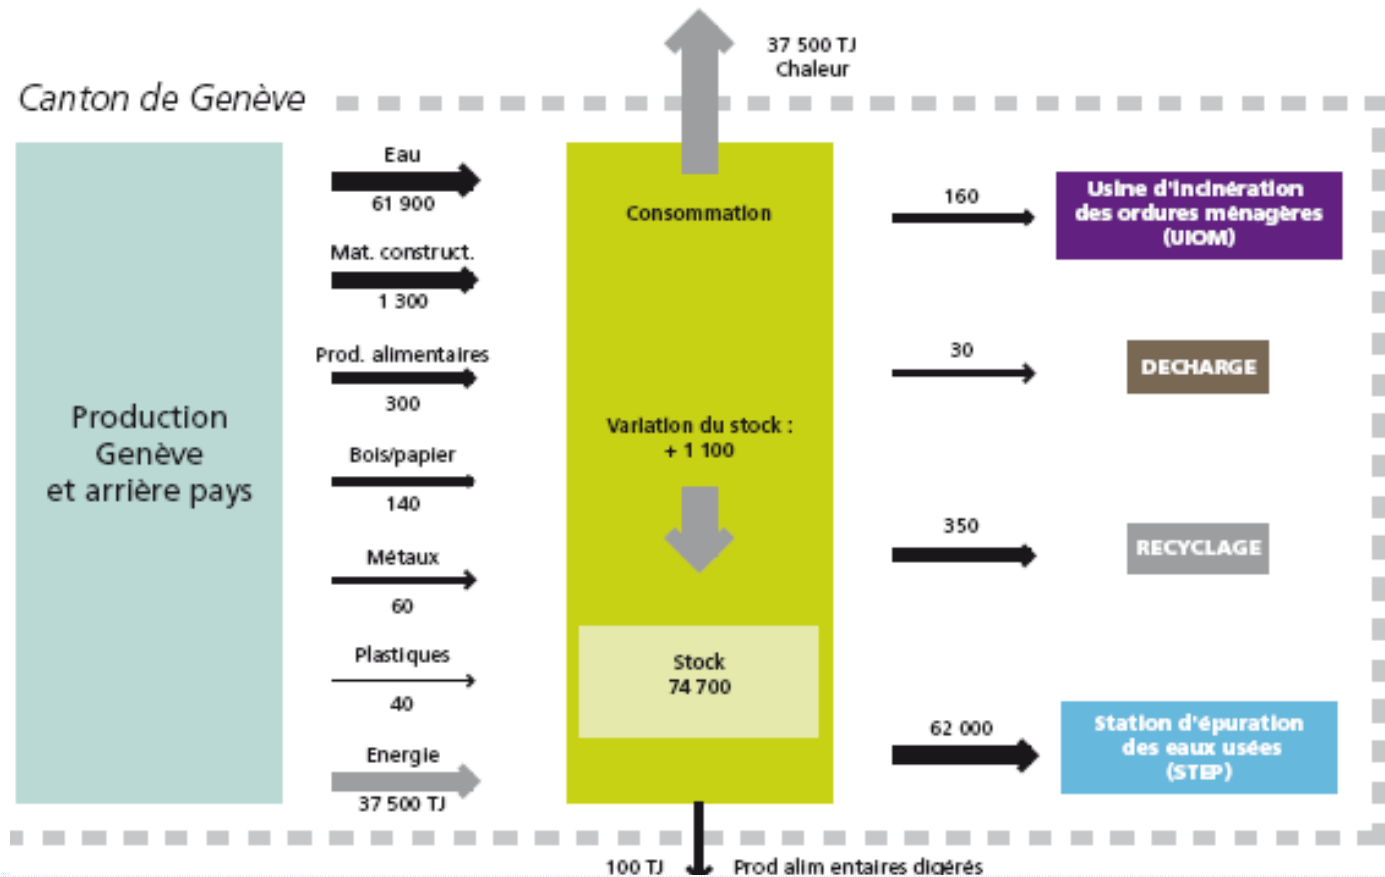 37 500 TJ
Chaleur
Canton de Genève
Production
Genève
et arrière pays
Eau
61 900
Mat. construct.
1 300
Prod. alimentaires
300
Bois/papier
140
Métaux
60
Plastiques
40
Energie
37 500 TJ
Consommation
Variation du stock :
+ 1 100
Stock
74 700
160
Usine d'incinération
des ordures ménagères
(UIOM)
30
DECHARGE
350
RECYCLAGE
62 000
Station d'épuration
des eaux usées
(STEP)
100 TJ
Prod alim entaires digérés